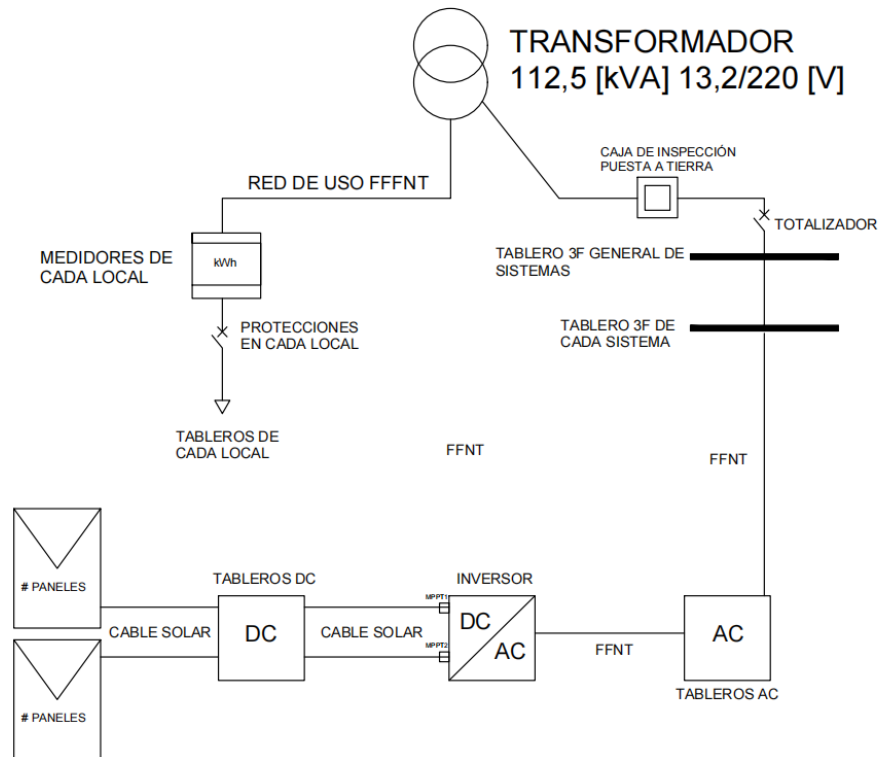 TRANSFORMADOR
112,5 [kVA] 13,2/220 [V]
CAJA DE INSPECCIÓN
PUESTA A TIERRA
RED DE USO FFFNT
TOTALIZADOR
MEDIDORES DE
CADA LOCAL
kWh
TABLERO 3F GENERAL DE
SISTEMAS
PROTECCIONES
EN CADA LOCAL
TABLERO 3F DE
CADA SISTEMA
TABLEROS DE
CADA LOCAL
FFNT
FFNT
# PANELES
TABLEROS DC
INVERSOR
MPPT1
CABLE SOLAR
DC
CABLE SOLAR
DC
AC
MPPT2
FFNT
AC
TABLEROS AC
# PANELES